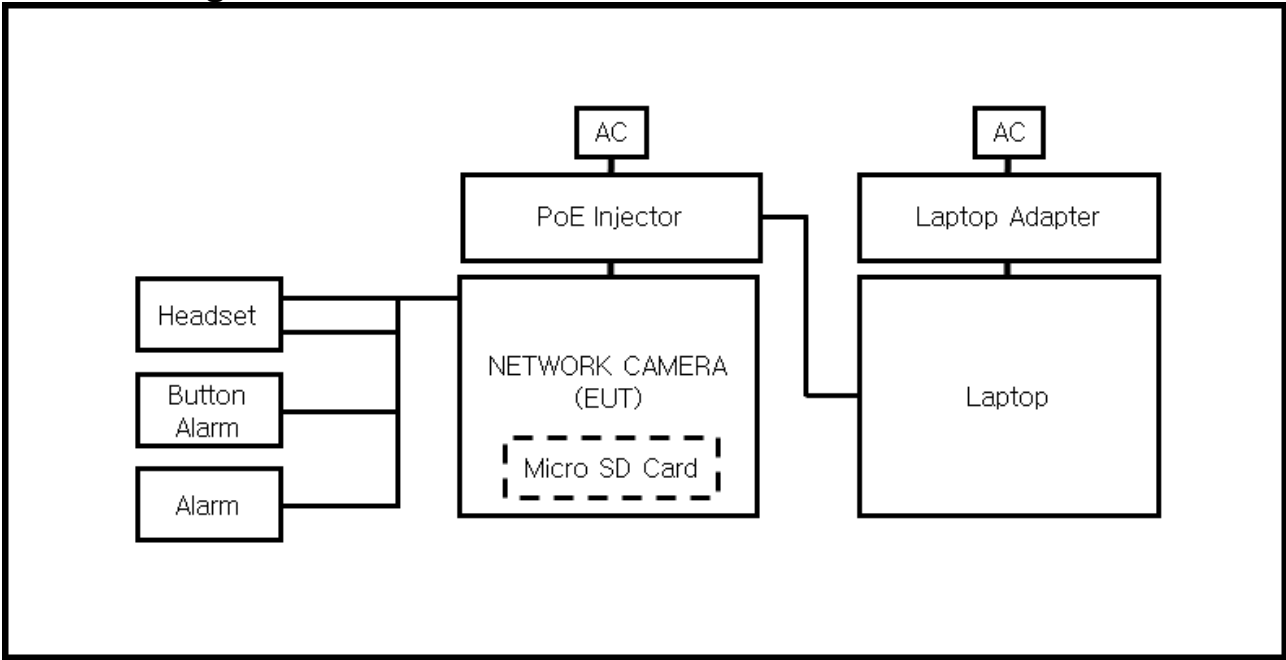 AC
AC
PoE Injector
Laptop Adapter
Headset
NETWORK CAMERA
(EUT)
Button
Alarm
Laptop
Micro SD Card
Alarm